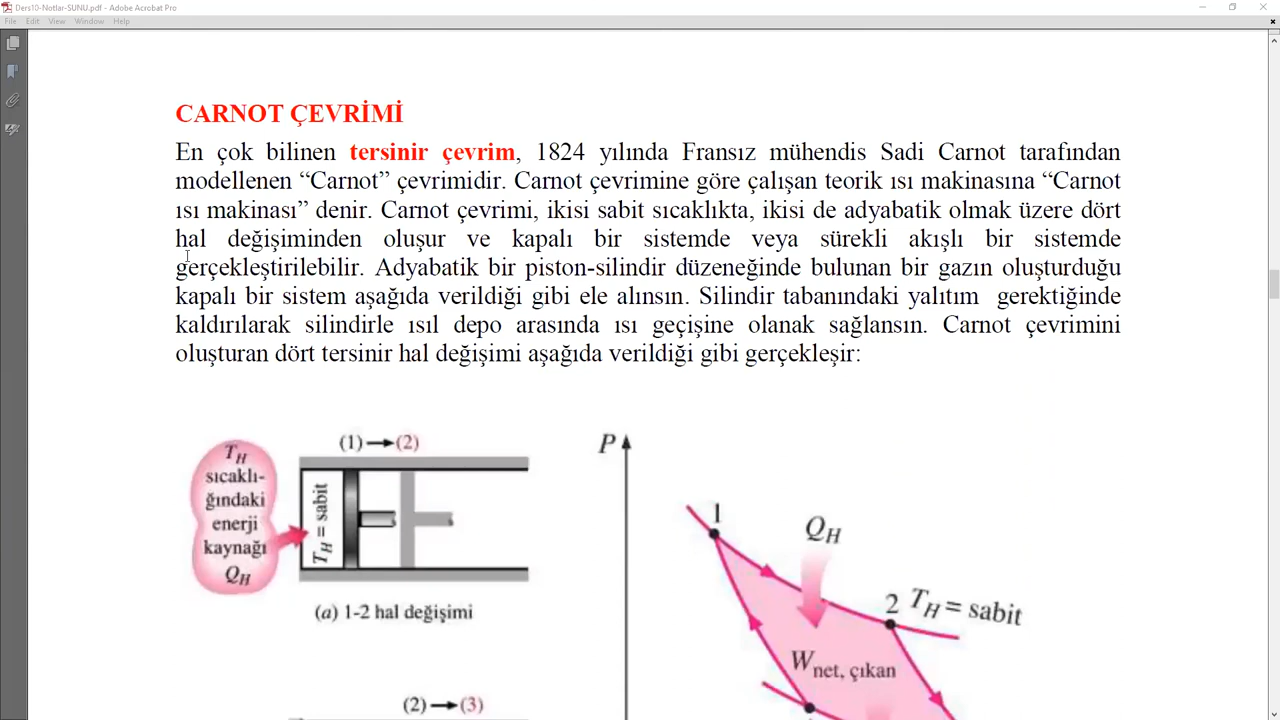 Ders10-Notlar-SUNU.pdf - Adobe Acrobat Pro
File Edit View Window Help
CARNOT ÇEVRİMİ
En çok bilinen tersinir çevrim, 1824 yılında Fransız mühendis Sadi Carnot tarafından
modellenen “Carnot” çevrimidir. Carnot çevrimine göre çalışan teorik ısı makinasına “Carnot
ısı makinası” denir. Carnot çevrimi, ikisi sabit sıcaklıkta, ikisi de adyabatik olmak üzere dört
hal değişiminden oluşur ve kapalı bir sistemde veya sürekli akışlı bir sistemde
gerçekleştirilebilir. Adyabatik bir piston-silindir düzeneğinde bulunan bir gazın oluşturduğu
kapalı bir sistem aşağıda verildiği gibi ele alınsın. Silindir tabanındaki yalıtım gerektiğinde
kaldırılarak silindirle ısıl depo arasında ısı geçişine olanak sağlansın. Carnot çevrimini
oluşturan dört tersinir hal değişimi aşağıda verildiği gibi gerçekleşir:
(1) → (2)
TH
sıcaklı-
ğındaki
enerji
kaynağı
QH
TH = sabit
(a) 1-2 hal değişimi
(2) → (3)
P
1
QH
2 TH = sabit
Wnet, çıkan